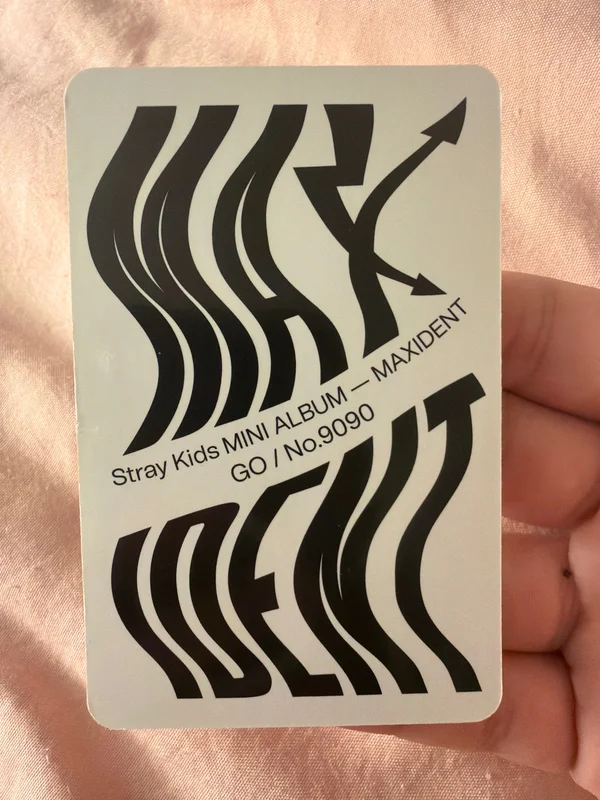 MAX
Stray Kids MINI ALBUM — MAXIDENT
GO / No.9090
IDENT